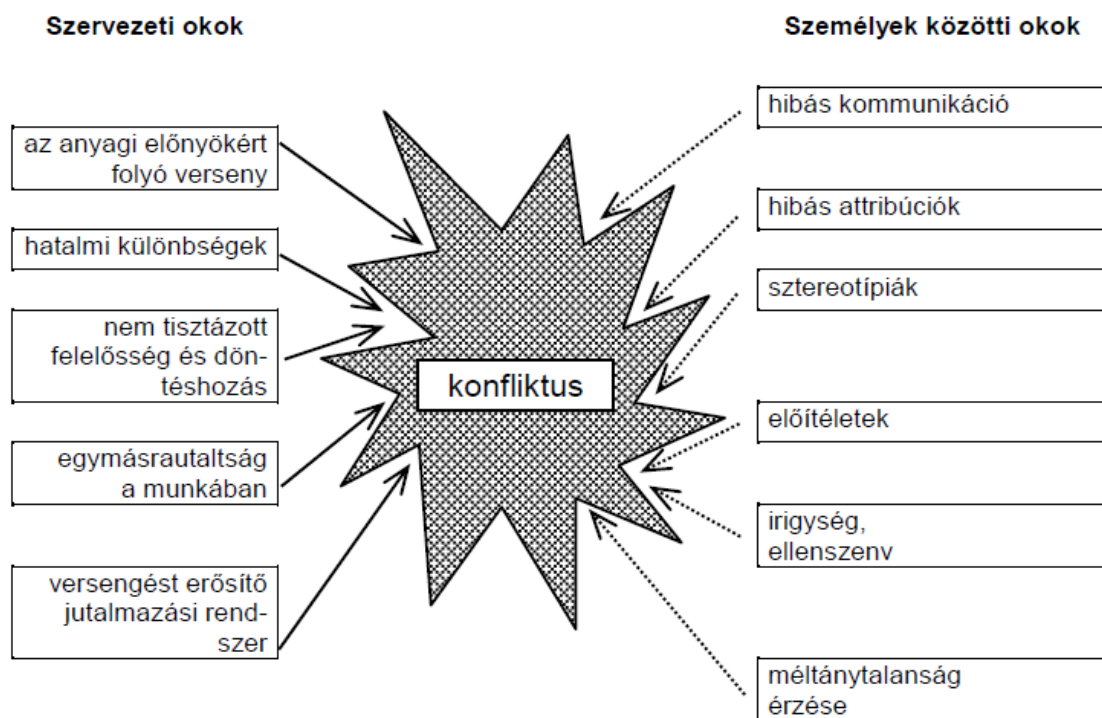 Szervezeti okok
az anyagi előnyökért
folyó verseny
hatalmi különbségek
nem tisztázott
felelősség és dön-
téshozás
egymásrautaltság
a munkában
versengést erősítő
jutalmazási rend-
szer
konfliktus
Személyek közötti okok
hibás kommunikáció
hibás attribúciók
sztereotípiák
előítéletek
irigység,
ellenszenv
méltánytalanság
érzése